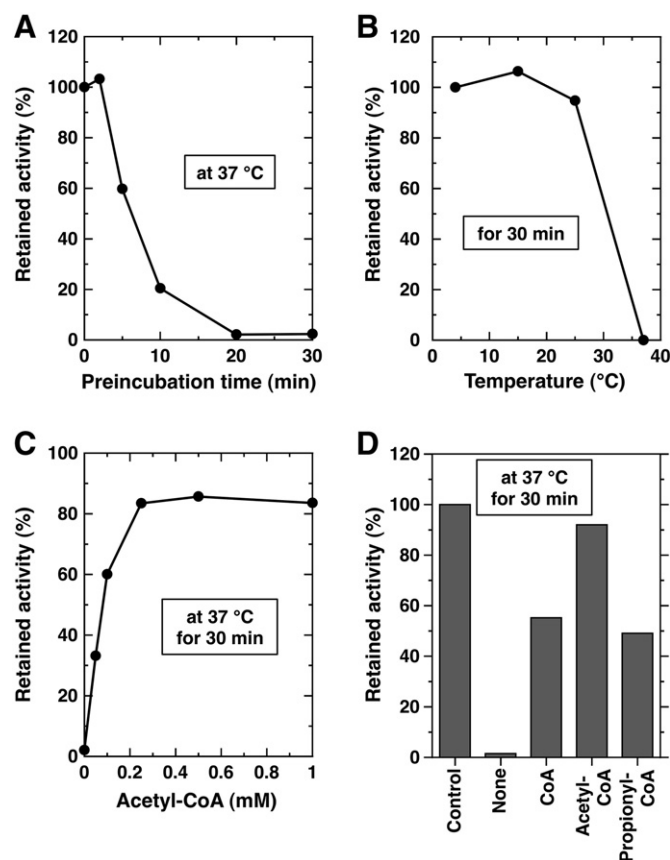 A
120
100
80
60
40
20
0
Retained activity (%)
at 37 °C
0
10
20
30
Preincubation time (min)
B
120
100
80
60
40
20
0
Retained activity (%)
for 30 min
0
10
20
30
40
Temperature (°C)
C
100
80
60
40
20
0
Retained activity (%)
at 37 °C
for 30 min
0
0.2
0.4
0.6
0.8
1
Acetyl-CoA (mM)
D
120
100
80
60
40
20
0
Retained activity (%)
at 37 °C
for 30 min
Control
None
CoA
Acetyl-
CoA
Propionyl-
CoA